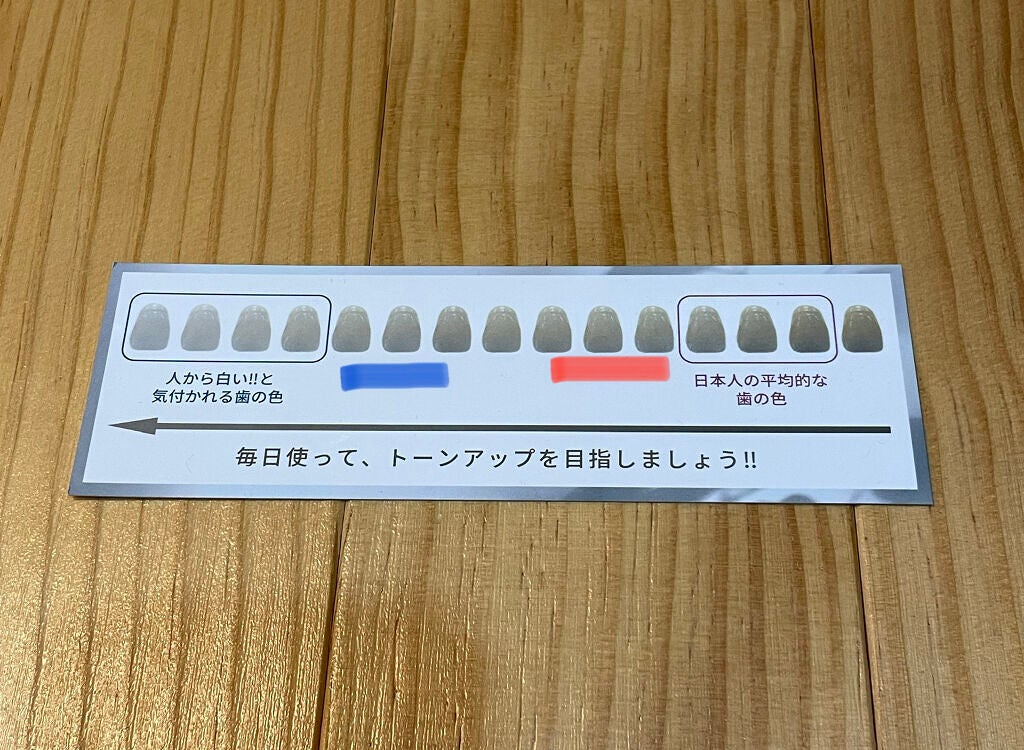 人から白い!!と
気付かれる歯の色
日本人の平均的な
歯の色
毎日使って、トーンアップを目指しましょう!!